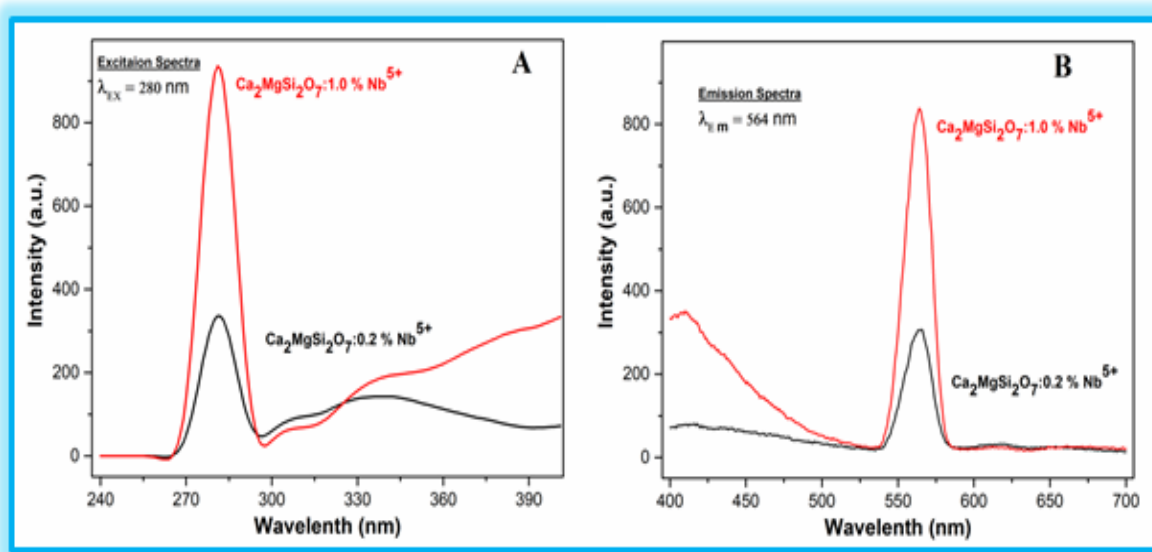 A
Excitaion Spectra
λEX = 280 nm
Ca2MgSi2O7:1.0 % Nb5+
Ca2MgSi2O7:0.2 % Nb5+
Intensity (a.u.)
800
600
400
200
0
240 270 300 330 360 390
Wavelenth (nm)
B
Emission Spectra
λEm = 564 nm
Ca2MgSi2O7:1.0 % Nb5+
Ca2MgSi2O7:0.2 % Nb5+
Intensity (a.u.)
800
600
400
200
0
400 450 500 550 600 650 700
Wavelenth (nm)